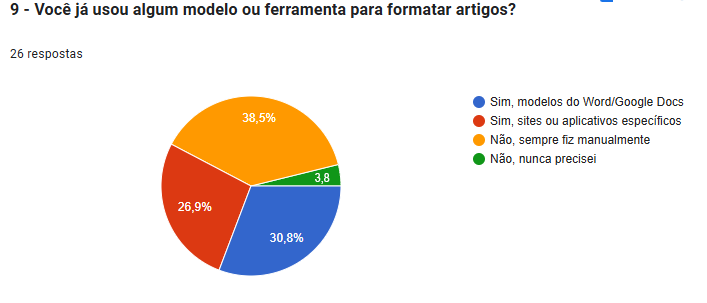 9 - Você já usou algum modelo ou ferramenta para formatar artigos?
26 respostas
38,5%
3,8
26,9%
30,8%
Sim, modelos do Word/Google Docs
Sim, sites ou aplicativos específicos
Não, sempre fiz manualmente
Não, nunca precisei